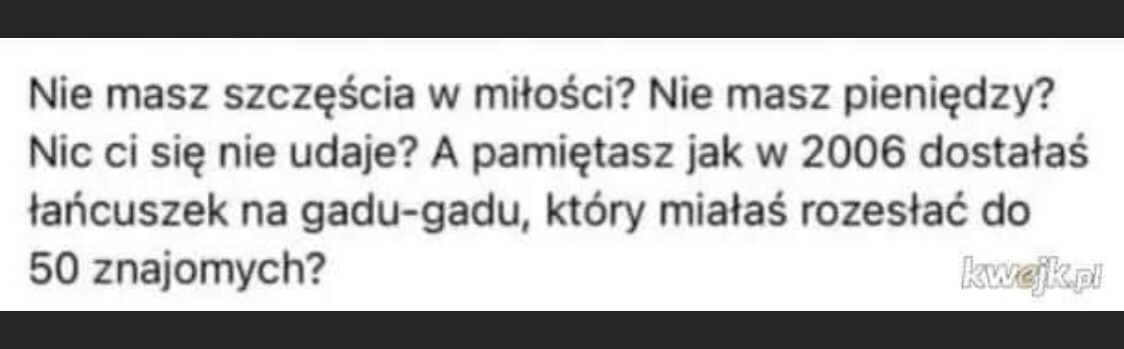 Nie masz szczęścia w miłości? Nie masz pieniędzy?
Nic ci się nie udaje? A pamiętasz jak w 2006 dostałaś
łańcuszek na gadu-gadu, który miałaś rozesłać do
50 znajomych?
kwejk.pl